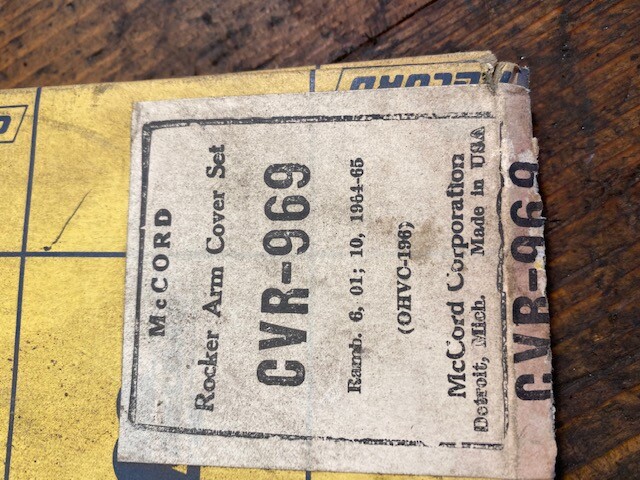 McCORD
Rocker Arm Cover Set
CVR-969
Ramb. 6, 01; 10, 1964-65
(OHVC-196)
McCord Corporation
Detroit, Mich. Made in USA
CVR-969